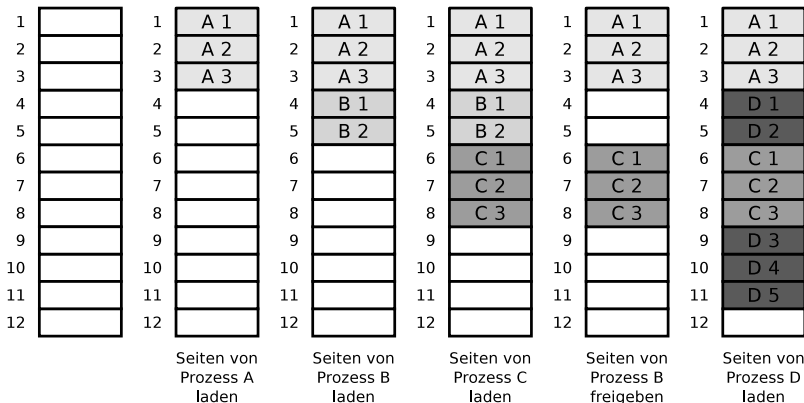 1 1 A 1 1 A 1 1 A 1 1 A 1 1 A 1
2 2 A 2 2 A 2 2 A 2 2 A 2 2 A 2
3 3 A 3 3 A 3 3 A 3 3 A 3 3 A 3
4 4 4 B 1 4 B 1 4 4 D 1
5 5 5 B 2 5 B 2 5 5 D 2
6 6 6 6 C 1 6 C 1 6 C 1
7 7 7 7 C 2 7 C 2 7 C 2
8 8 8 8 C 3 8 C 3 8 C 3
9 9 9 9 9 9 D 3
10 10 10 10 10 10 D 4
11 11 11 11 11 11 D 5
12 12 12 12 12 12
Seiten von Seiten von Seiten von Seiten von Seiten von
Prozess A Prozess B Prozess C Prozess B Prozess D
laden laden laden freigeben laden